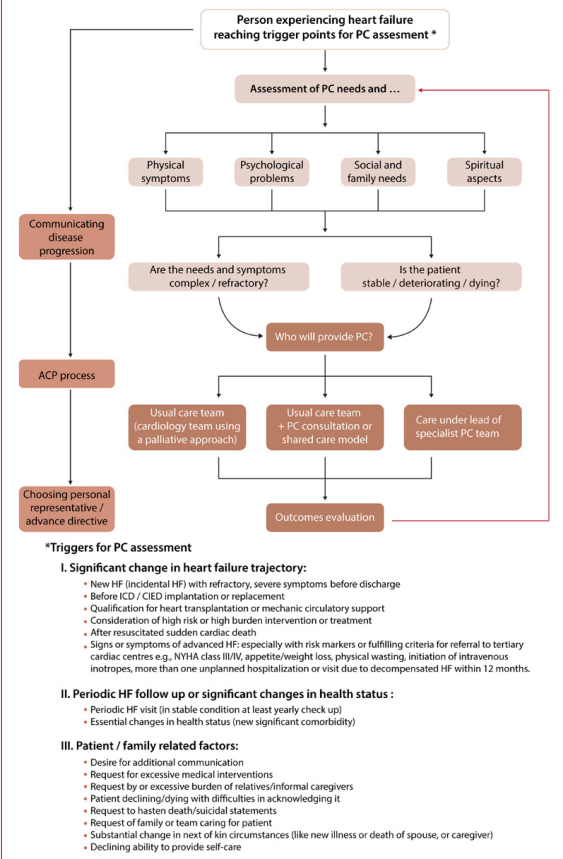 Person experiencing heart failure
reaching trigger points for PC assesment *
Assessment of PC needs and ...
Physical
symptoms
Psychological
problems
Social and
family needs
Spiritual
aspects
Communicating
disease
progression
Are the needs and symptoms
complex / refractory?
Is the patient
stable / deteriorating / dying?
Who will provide PC?
ACP process
Usual care team
(cardiology team using
a palliative approach)
Usual care team
+ PC consultation or
shared care model
Care under lead of
specialist PC team
Choosing personal
representative /
advance directive
Outcomes evaluation
*Triggers for PC assessment
I. Significant change in heart failure trajectory:
• New HF (incidental HF) with refractory, severe symptoms before discharge
• Before ICD / CIED implantation or replacement
• Qualification for heart transplantation or mechanic circulatory support
• Consideration of high risk or high burden intervention or treatment
• After resuscitated sudden cardiac death
• Signs or symptoms of advanced HF: especially with risk markers or fulfilling criteria for referral to tertiary
cardiac centres e.g., NYHA class III/IV, appetite/weight loss, physical wasting, initiation of intravenous
inotropes, more than one unplanned hospitalization or visit due to decompensated HF within 12 months.
II. Periodic HF follow up or significant changes in health status :
• Periodic HF visit (in stable condition at least yearly check up)
• Essential changes in health status (new significant comorbidity)
III. Patient / family related factors:
• Desire for additional communication
• Request for excessive medical interventions
• Request by or excessive burden of relatives/informal caregivers
• Patient declining/dying with difficulties in acknowledging it
• Request to hasten death/suicidal statements
• Request of family or team caring for patient
• Substantial change in next of kin circumstances (like new illness or death of spouse, or caregiver)
• Declining ability to provide self-care